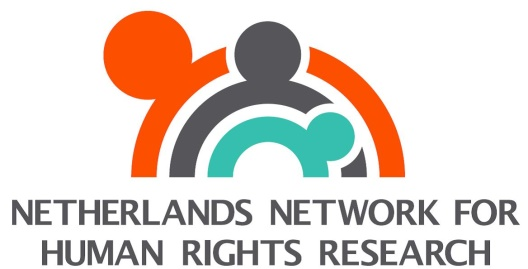 NETHERLANDS NETWORK FOR
HUMAN RIGHTS RESEARCH